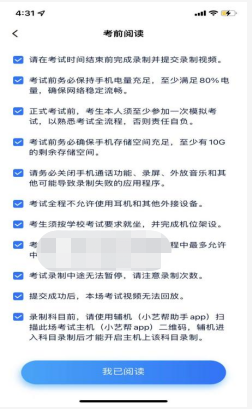 4:31
考前阅读
请在考试时间结束前完成录制并提交录制视频。
考试前务必保持手机电量充足，至少满足80%电
量，确保网络稳定流畅。
正式考试前，考生本人须至少参加一次模拟考
试，以熟悉考试全流程，否则责任自负。
考试前务必确保手机存储空间充足，至少有10G
的剩余存储空间。
请务必关闭手机通话功能、录屏、外放音乐和其
他可能导致录制失败的应用程序。
考试全程不允许使用耳机和其他外接设备。
考生须按学校考试要求就坐，并完成机位架设。
考
程中最多允许
中
考试录制中途无法暂停，请注意录制次数。
提交成功后，本场考试视频无法回放。
录制科目前，请使用辅机（小艺帮助手app）扫
描此场考试主机（小艺帮app）二维码，辅机进
入科目录制后才能开启主机上该科目录制。
我已阅读